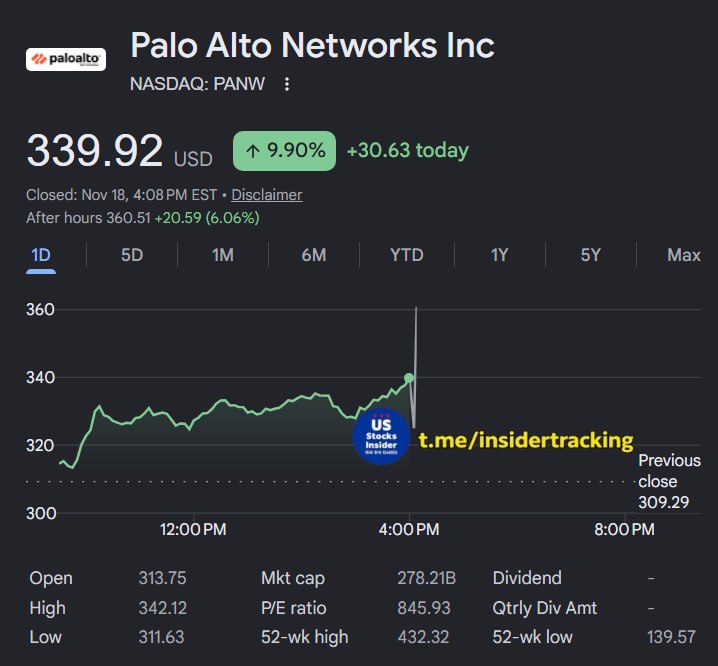 Palo Alto Networks Inc
paloalto
NASDAQ: PANW
339.92 USD ↑ 9.90% +30.63 today
Closed: Nov 18, 4:08 PM EST • Disclaimer
After hours 360.51 +20.59 (6.06%)
1D 5D 1M 6M YTD 1Y 5Y Max
360
340
320
300
US
Stocks
Insider
t.me/insidertracking
Previous
close
309.29
12:00 PM 4:00 PM 8:00 PM
Open 313.75 Mkt cap 278.21B Dividend -
High 342.12 P/E ratio 845.93 Qtrly Div Amt -
Low 311.63 52-wk high 432.32 52-wk low 139.57